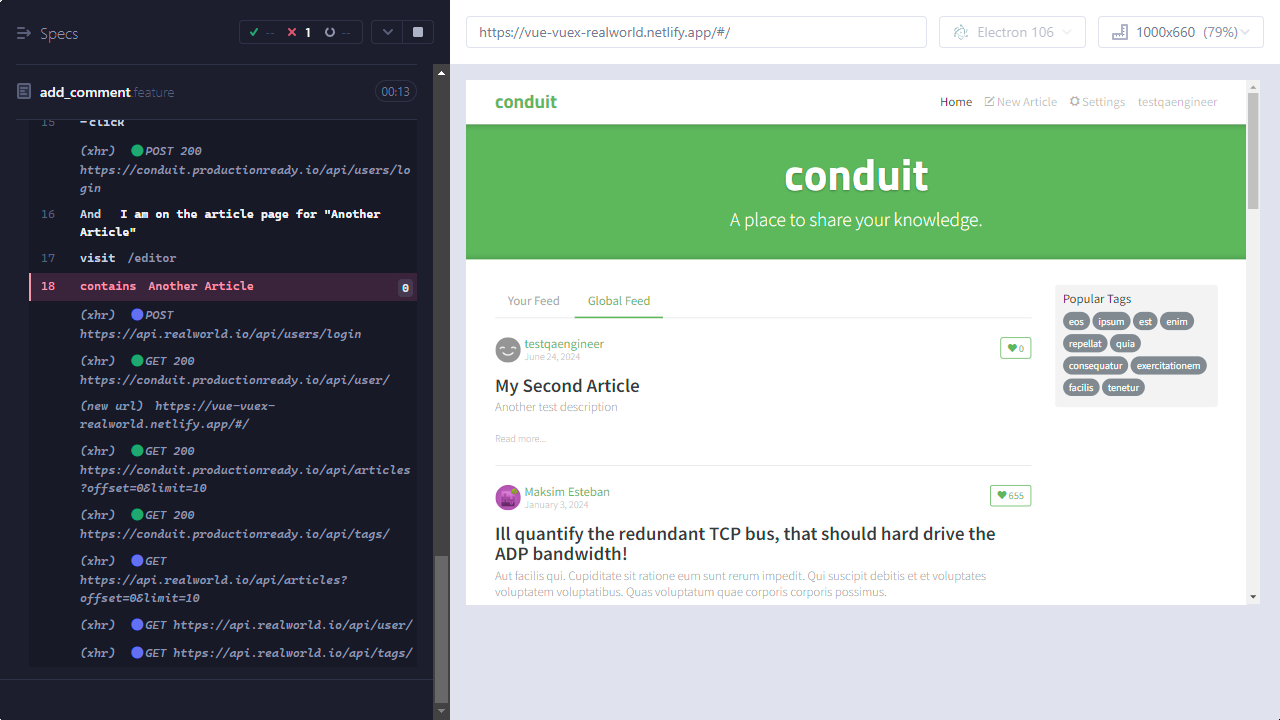 Specs
-- 1 --
add_comment.feature
00:13
15 -click
(xhr) POST 200
https://conduit.productionready.io/api/users/lo
gin
16 And I am on the article page for "Another
Article"
17 visit /editor
18 contains Another Article 0
(xhr) POST
https://api.realworld.io/api/users/login
(xhr) GET 200
https://conduit.productionready.io/api/user/
(new url) https://vue-vuex-
realworld.netlify.app/#/
(xhr) GET 200
https://conduit.productionready.io/api/articles
?offset=0&limit=10
(xhr) GET 200
https://conduit.productionready.io/api/tags/
(xhr) GET
https://api.realworld.io/api/articles?
offset=0&limit=10
(xhr) GET https://api.realworld.io/api/user/
(xhr) GET https://api.realworld.io/api/tags/
https://vue-vuex-realworld.netlify.app/#/
Electron 106
1000x660 (79%)
conduit
Home New Article Settings testqaengineer
conduit
A place to share your knowledge.
Your Feed Global Feed
testqaengineer
June 24, 2024
0
My Second Article
Another test description
Read more...
Maksim Esteban
January 3, 2024
655
Ill quantify the redundant TCP bus, that should hard drive the
ADP bandwidth!
Aut facilis qui. Cupiditate sit ratione eum sunt rerum impedit. Qui suscipit debitis et et voluptates
voluptatem voluptatibus. Quas voluptatum quae corporis corporis possimus.
Popular Tags
eos ipsum est enim
repellat quia
consequatur exercitationem
facilis tenetur